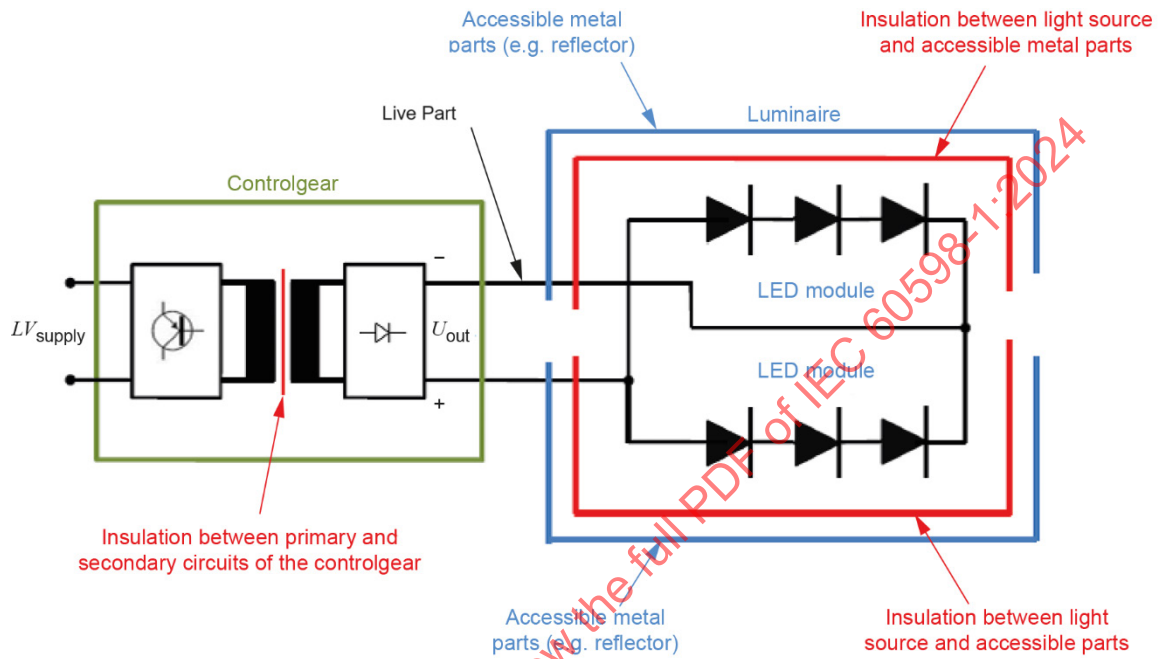 Accessible metal
parts (e.g. reflector)
Insulation between light source
and accessible metal parts
Live Part
Luminaire
Controlgear
LED module
LVsupply
−
Uout
+
LED module
Insulation between primary and
secondary circuits of the controlgear
Accessible metal
parts (e.g. reflector)
Insulation between light
source and accessible parts
w the full PDF of IEC 60598-1:2024